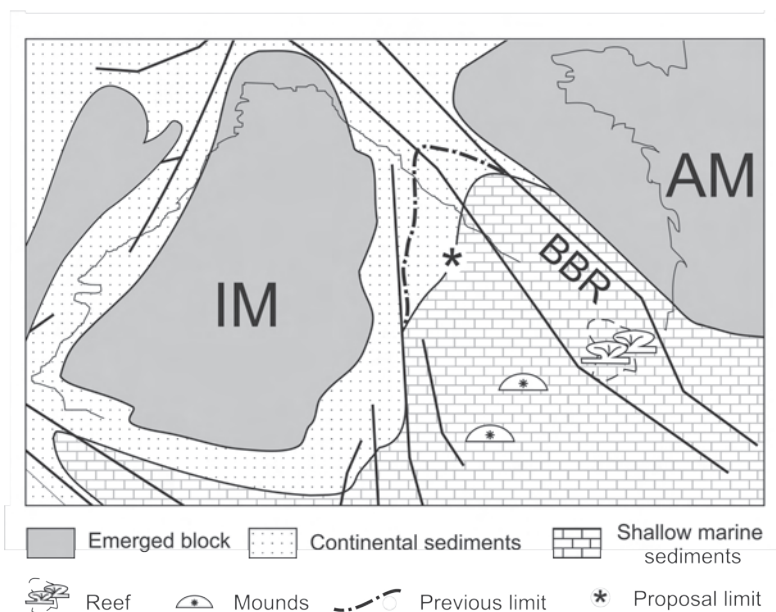 AM
BBR
*
IM
Emerged block
Continental sediments
Shallow marine
sediments
Reef
Mounds
Previous limit
* Proposal limit